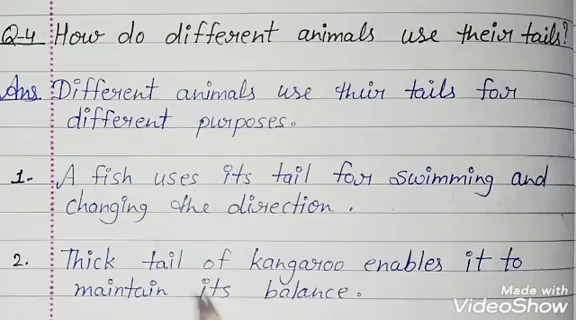 Q-4 How do different animals use their tails?
Ans Different animals use their tails for
different purposes.
1. A fish uses its tail for swimming and
changing the direction.
2. Thick tail of kangaroo enables it to
maintain its balance.
Made with
VideoShow